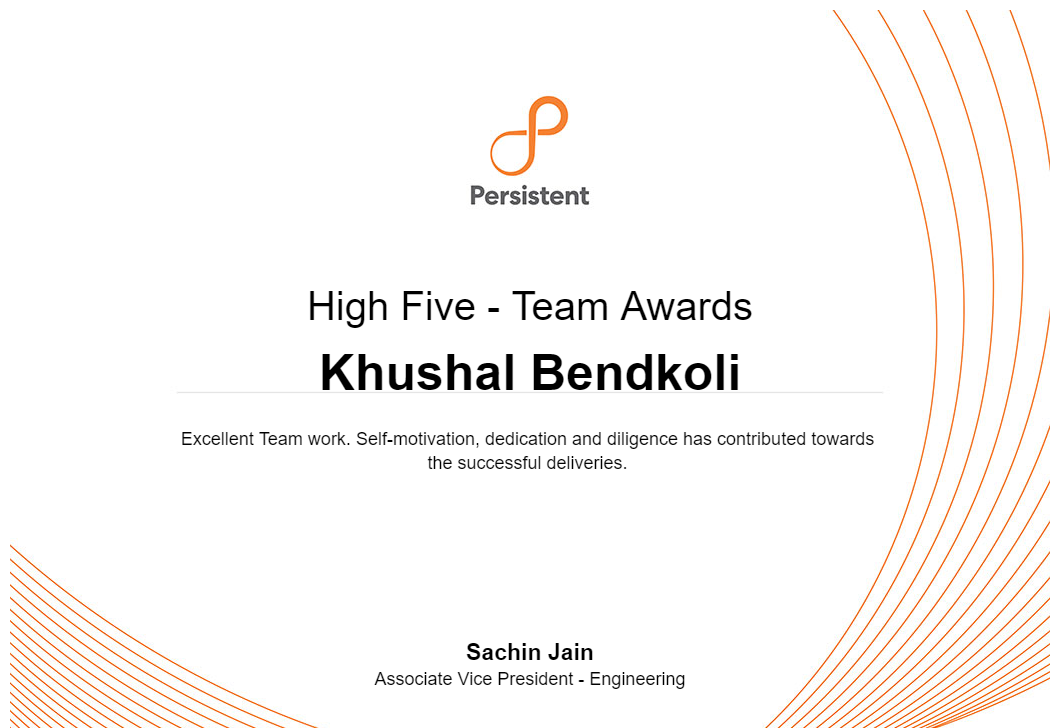 Persistent
High Five - Team Awards
Khushal Bendkoli
Excellent Team work. Self-motivation, dedication and diligence has contributed towards
the successful deliveries.
Sachin Jain
Associate Vice President - Engineering